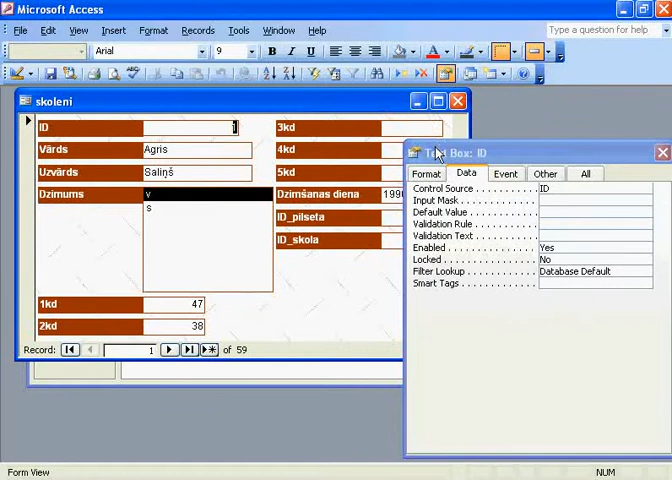 Microsoft Access
File Edit View Insert Format Records Tools Window Help Type a question for help
Arial 9 B I U
skoleni
ID 1 3kd
Vārds Agris 4kd
Uzvārds Saliņš 5kd
Dzimums v Dzimšanas diena 1990
s ID_pilseta
ID_skola
1kd 47
2kd 38
Record: 1 of 59
Text Box: ID
Format Data Event Other All
Control Source ID
Input Mask
Default Value
Validation Rule
Validation Text
Enabled Yes
Locked No
Filter Lookup Database Default
Smart Tags
Form View NUM